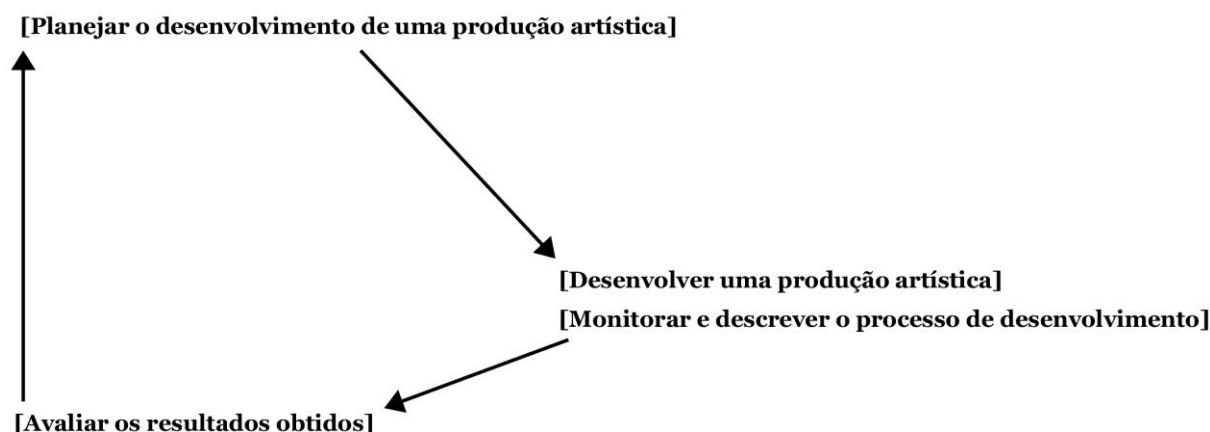 [Planejar o desenvolvimento de uma produção artística]
[Desenvolver uma produção artística]
[Monitorar e descrever o processo de desenvolvimento]
[Avaliar os resultados obtidos]